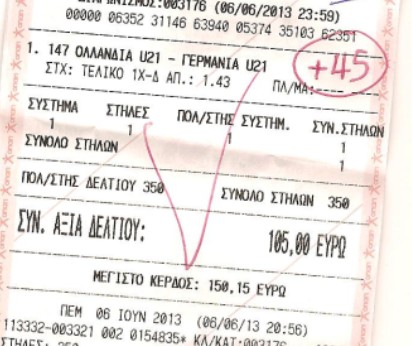 :003176 (06/06/2013 23:59)
00000 06352 31146 63940 05374 35103 62351
1. 147 ΟΛΛΑΝΔΙΑ U21 - ΓΕΡΜΑΝΙΑ U21
+45
ΣΤΧ: ΤΕΛΙΚΟ 1Χ-Δ ΑΠ.: 1.43 ΠΛ/ΜΑ:----
ΣΥΣΤΗΜΑ ΣΤΗΛΕΣ ΠΟΛ/ΣΤΗΣ ΣΥΣΤΗΜ. ΣΥΝ.ΣΤΗΛΩΝ
1 1 1 1
ΣΥΝΟΛΟ ΣΤΗΛΩΝ 1
ΠΟΛ/ΣΤΗΣ ΔΕΛΤΙΟΥ 350 ΣΥΝΟΛΟ ΣΤΗΛΩΝ 350
ΣΥΝ. ΑΞΙΑ ΔΕΛΤΙΟΥ: 105,00 ΕΥΡΩ
ΜΕΓΙΣΤΟ ΚΕΡΔΟΣ: 150,15 ΕΥΡΩ
ΠΕΜ 06 ΙΟΥΝ 2013 (06/06/13 20:56)
113332-003321 002 0154835* ΚΛ/ΚΑΤ:003176
ΣΤΗΛΕΣ: